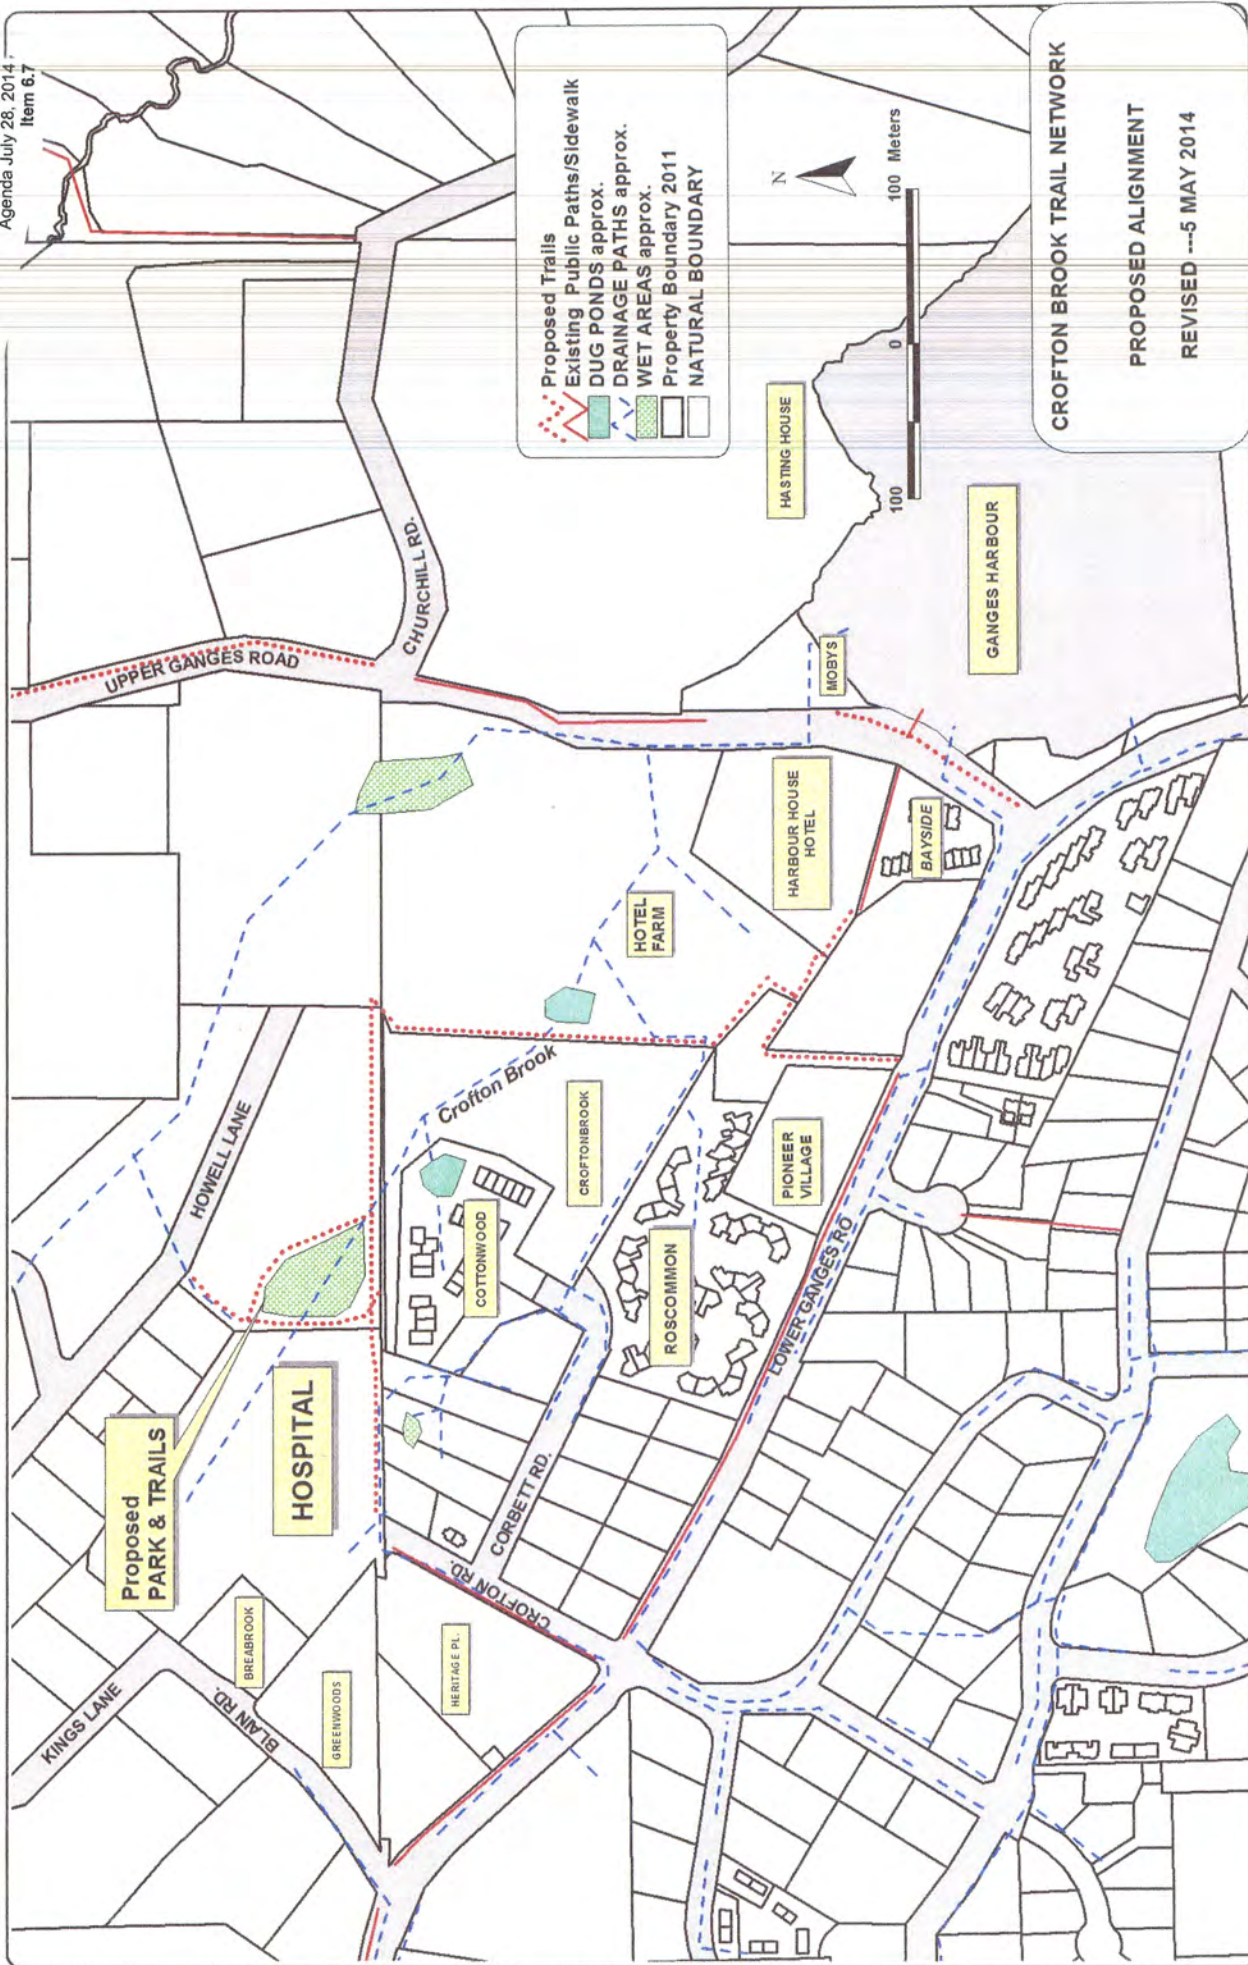 Agenda July 28, 2014
Item 6.7
Proposed Trails
Existing Public Paths/Sidewalk
DUG PONDS approx.
DRAINAGE PATHS approx.
WET AREAS approx.
Property Boundary 2011
NATURAL BOUNDARY
N
100 0 100 Meters
CROFTON BROOK TRAIL NETWORK
PROPOSED ALIGNMENT
REVISED ---5 MAY 2014
KINGS LANE
BLAIN RD.
BREABROOK
GREENWOODS
HERITAGE PL.
Proposed
PARK & TRAILS
HOSPITAL
HOWELL LANE
UPPER GANGES ROAD
CHURCHILL RD.
CROFTON RD.
CORBETT RD.
COTTONWOOD
Crofton Brook
CROFTONBROOK
ROSCOMMON
PIONEER
VILLAGE
LOWER GANGES RO
HOTEL
FARM
HARBOUR HOUSE
HOTEL
BAYSIDE
MOBYS
HASTING HOUSE
GANGES HARBOUR